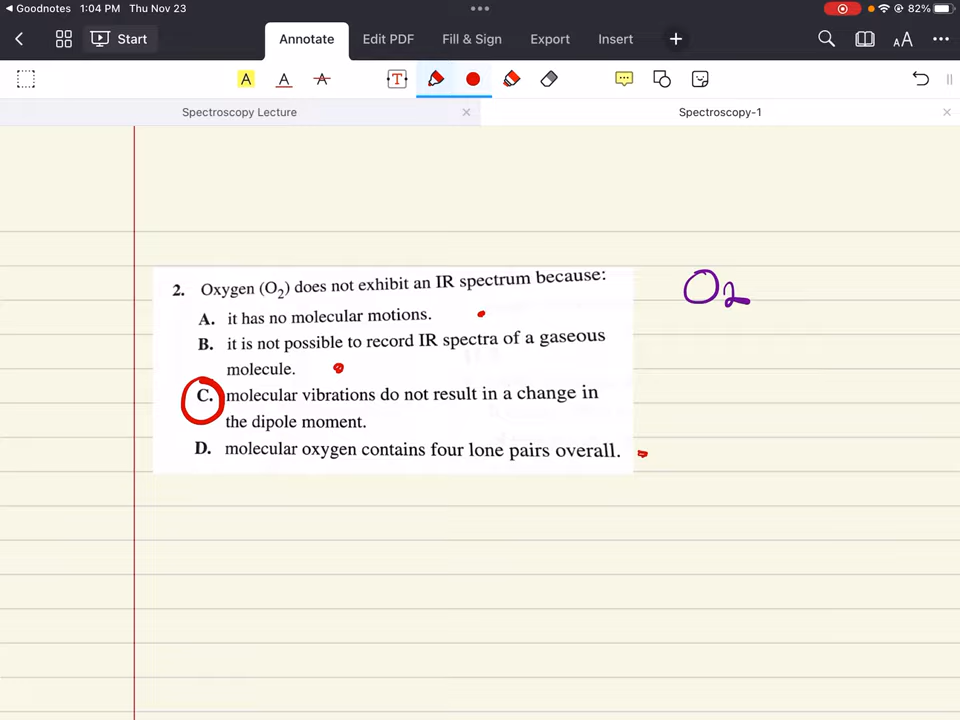 Goodnotes 1:04 PM Thu Nov 23 82%
Start Annotate Edit PDF Fill & Sign Export Insert + AA
A A A T
Spectroscopy Lecture × Spectroscopy-1 ×
2. Oxygen (O₂) does not exhibit an IR spectrum because:
O2
A. it has no molecular motions.
B. it is not possible to record IR spectra of a gaseous
molecule.
C. molecular vibrations do not result in a change in
the dipole moment.
D. molecular oxygen contains four lone pairs overall.